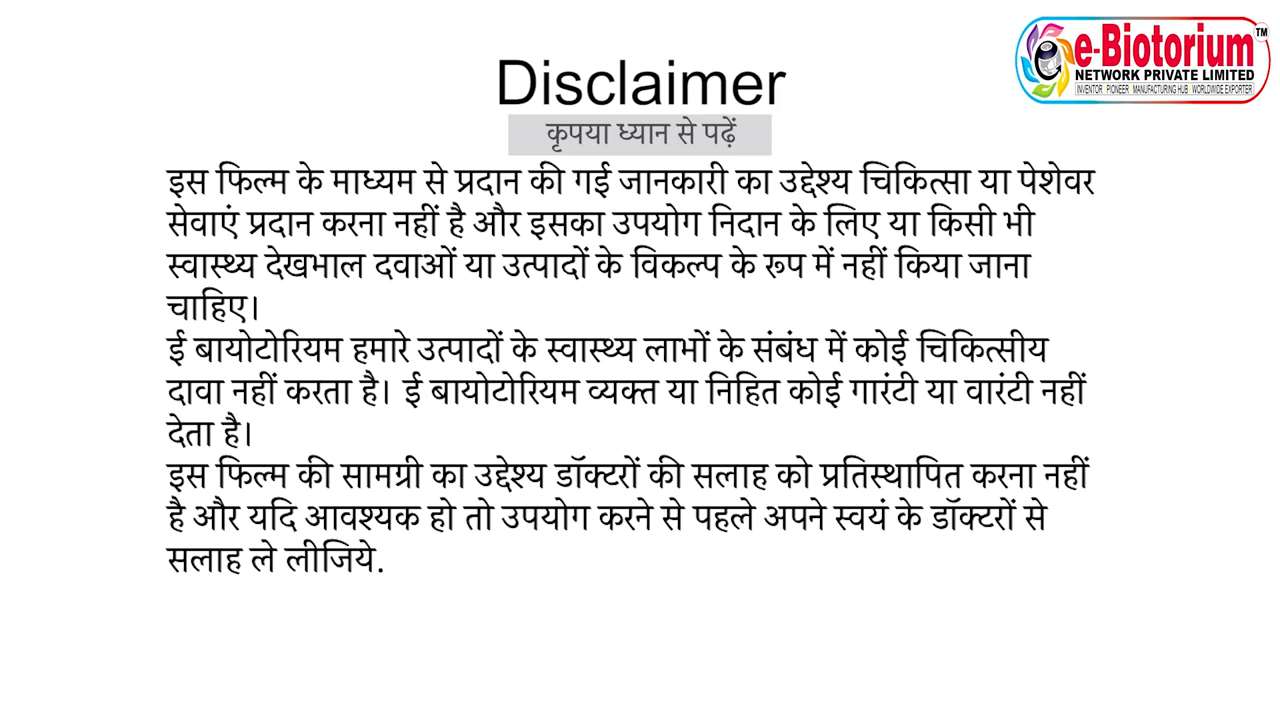 e-Biotorium TM
NETWORK PRIVATE LIMITED
INVENTOR PIONEER MANUFACTURING HUB WORLDWIDE EXPORTER
Disclaimer
कृपया ध्यान से पढ़ें
इस फिल्म के माध्यम से प्रदान की गई जानकारी का उद्देश्य चिकित्सा या पेशेवर
सेवाएं प्रदान करना नहीं है और इसका उपयोग निदान के लिए या किसी भी
स्वास्थ्य देखभाल दवाओं या उत्पादों के विकल्प के रूप में नहीं किया जाना
चाहिए।
ई बायोटोरियम हमारे उत्पादों के स्वास्थ्य लाभों के संबंध में कोई चिकित्सीय
दावा नहीं करता है। ई बायोटोरियम व्यक्त या निहित कोई गारंटी या वारंटी नहीं
देता है।
इस फिल्म की सामग्री का उद्देश्य डॉक्टरों की सलाह को प्रतिस्थापित करना नहीं
है और यदि आवश्यक हो तो उपयोग करने से पहले अपने स्वयं के डॉक्टरों से
सलाह ले लीजिये.